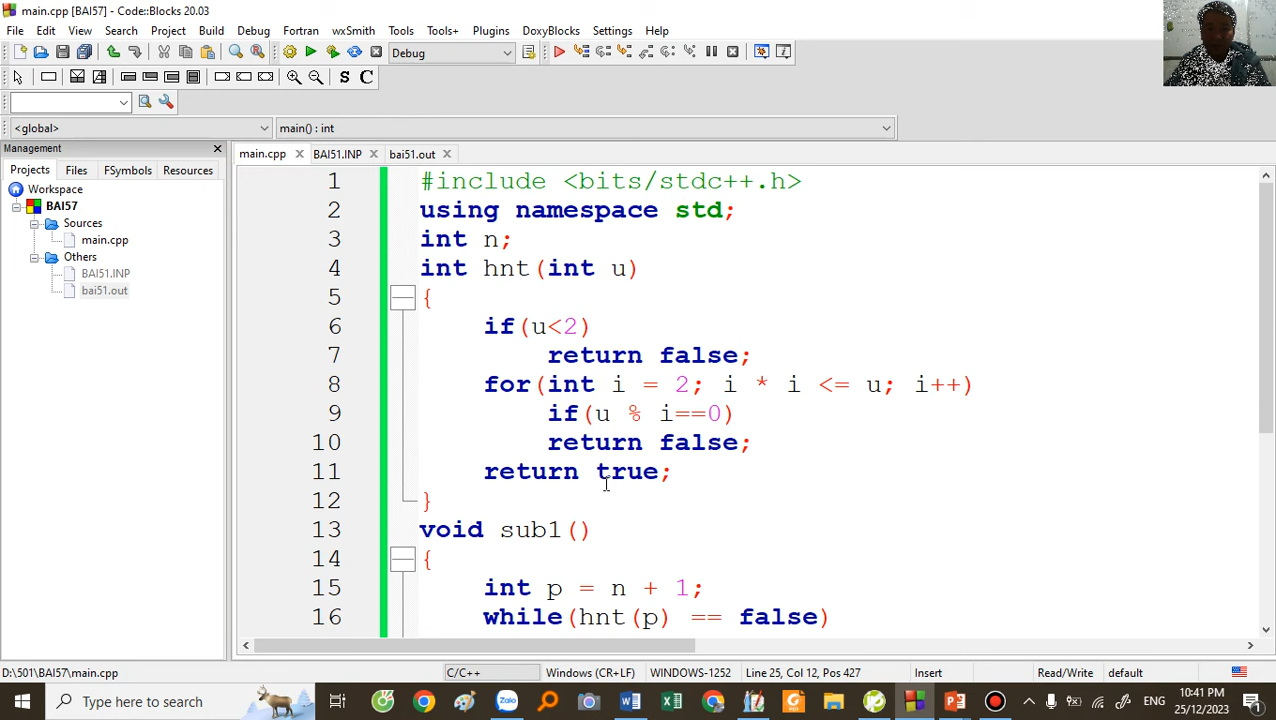 main.cpp [BAI57] - Code::Blocks 20.03
File Edit View Search Project Build Debug Fortran wxSmith Tools Tools+ Plugins DoxyBlocks Settings Help
Debug
S C
<global>
main() : int
Management
Projects Files FSymbols Resources
Workspace
BAI57
Sources
main.cpp
Others
BAI51.INP
bai51.out
main.cpp BAI51.INP bai51.out
1 #include <bits/stdc++.h>
2 using namespace std;
3 int n;
4 int hnt(int u)
5 {
6 if(u<2)
7 return false;
8 for(int i = 2; i * i <= u; i++)
9 if(u % i==0)
10 return false;
11 return true;
12 }
13 void sub1()
14 {
15 int p = n + 1;
16 while(hnt(p) == false)
D:\501\BAI57\main.cpp C/C++ Windows (CR+LF) WINDOWS-1252 Line 25, Col 12, Pos 427 Insert Read/Write default
Type here to search
Zalo
ENG
10:41 PM
25/12/2023